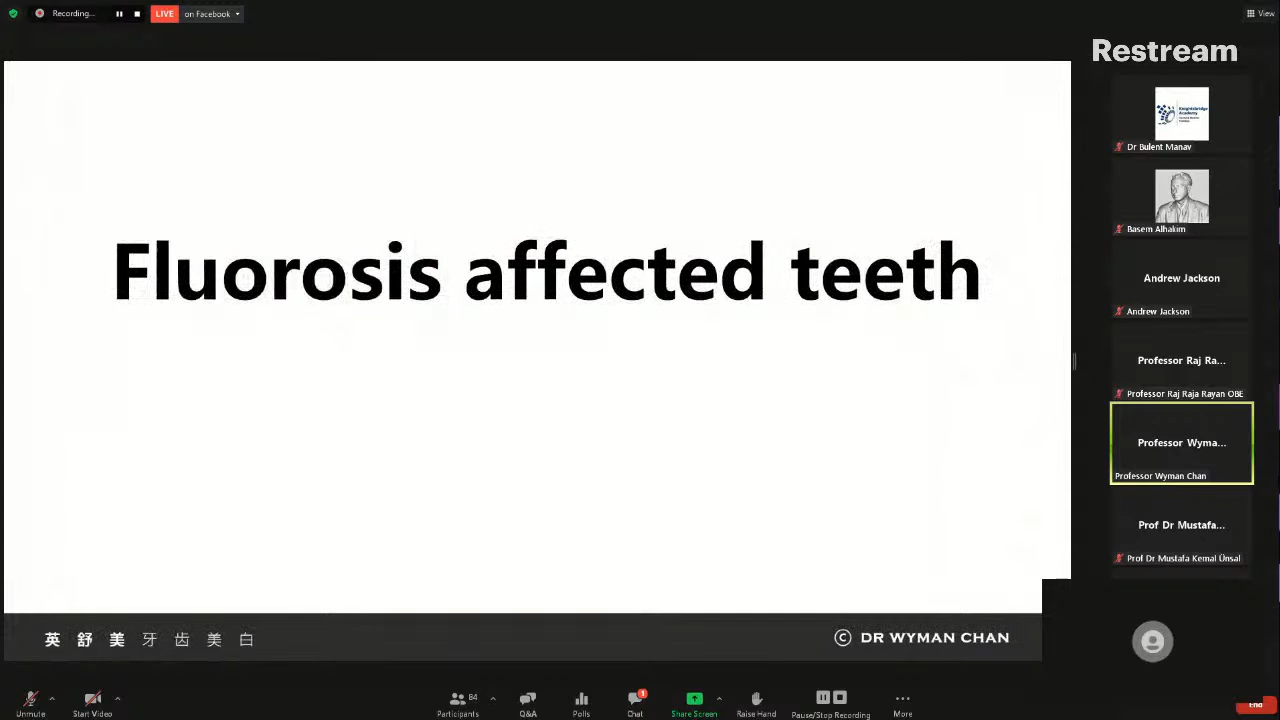 Recording...
LIVE on Facebook
View
Restream
Fluorosis affected teeth
英舒美牙齿美白
© DR WYMAN CHAN
Knightsbridge
Academy
Dr Bulent Manav
Basem Alhakim
Andrew Jackson
Andrew Jackson
Professor Raj Ra...
Professor Raj Raja Rayan OBE
Professor Wyma...
Professor Wyman Chan
Prof Dr Mustafa...
Prof Dr Mustafa Kemal Ünsal
Unmute
Start Video
84
Participants
Q&A
Polls
1
Chat
Share Screen
Raise Hand
Pause/Stop Recording
More
End